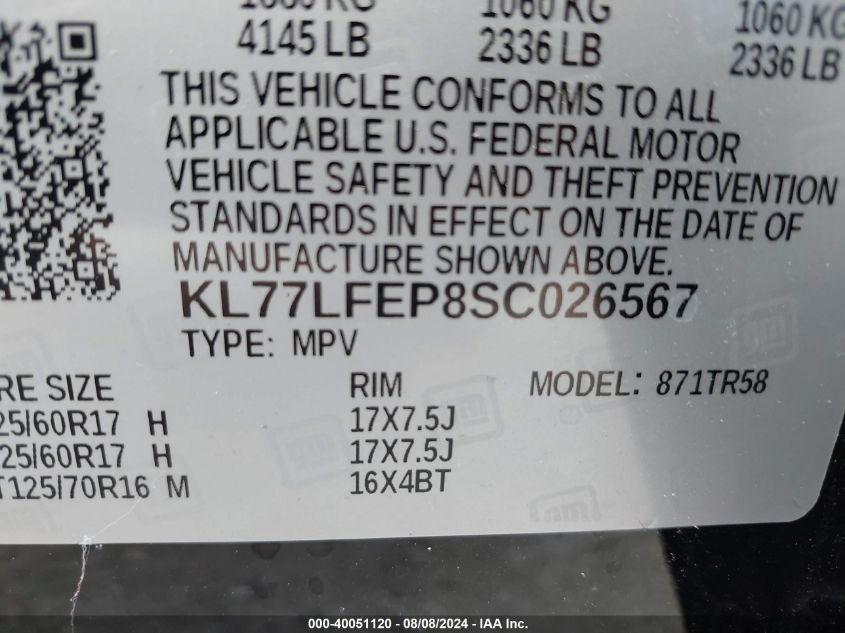 1060 KG 1060 KG
4145 LB 2336 LB 2336 LB
THIS VEHICLE CONFORMS TO ALL
APPLICABLE U.S. FEDERAL MOTOR
VEHICLE SAFETY AND THEFT PREVENTION
STANDARDS IN EFFECT ON THE DATE OF
MANUFACTURE SHOWN ABOVE.
KL77LFEP8SC026567
TYPE: MPV
RE SIZE RIM MODEL: 871TR58
25/60R17 H 17X7.5J
25/60R17 H 17X7.5J
T125/70R16 M 16X4BT
gm
000-40051120 - 08/08/2024 - IAA Inc.